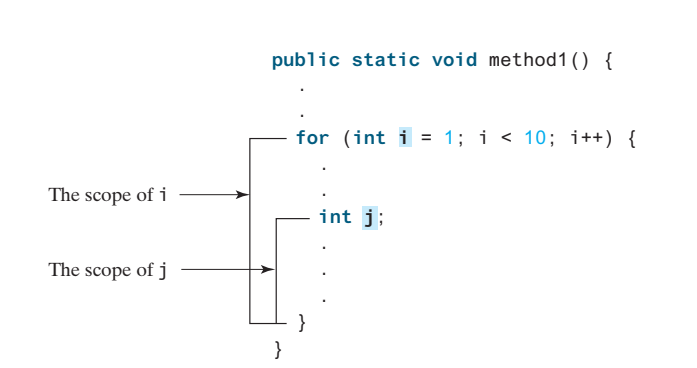 public static void method1() {
.
.
for (int i = 1; i < 10; i++) {
.
.
The scope of i
int j;
.
The scope of j
.
.
}
}